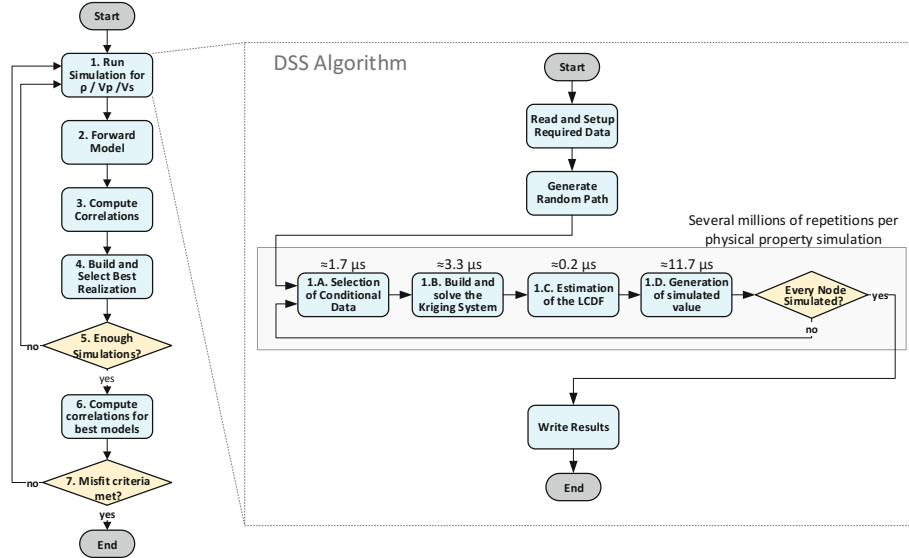 Start
1. Run
Simulation for
ρ / Vp /Vs
2. Forward
Model
3. Compute
Correlations
4. Build and
Select Best
Realization
5. Enough
Simulations?
no
yes
6. Compute
correlations for
best models
7. Misfit criteria
met?
no
yes
End
DSS Algorithm
Start
Read and Setup
Required Data
Generate
Random Path
Several millions of repetitions per
physical property simulation
≈1.7 µs
1.A. Selection
of Conditional
Data
≈3.3 µs
1.B. Build and
solve the
Kriging System
≈0.2 µs
1.C. Estimation
of the LCDF
≈11.7 µs
1.D. Generation
of simulated
value
Every Node
Simulated?
yes
no
Write Results
End